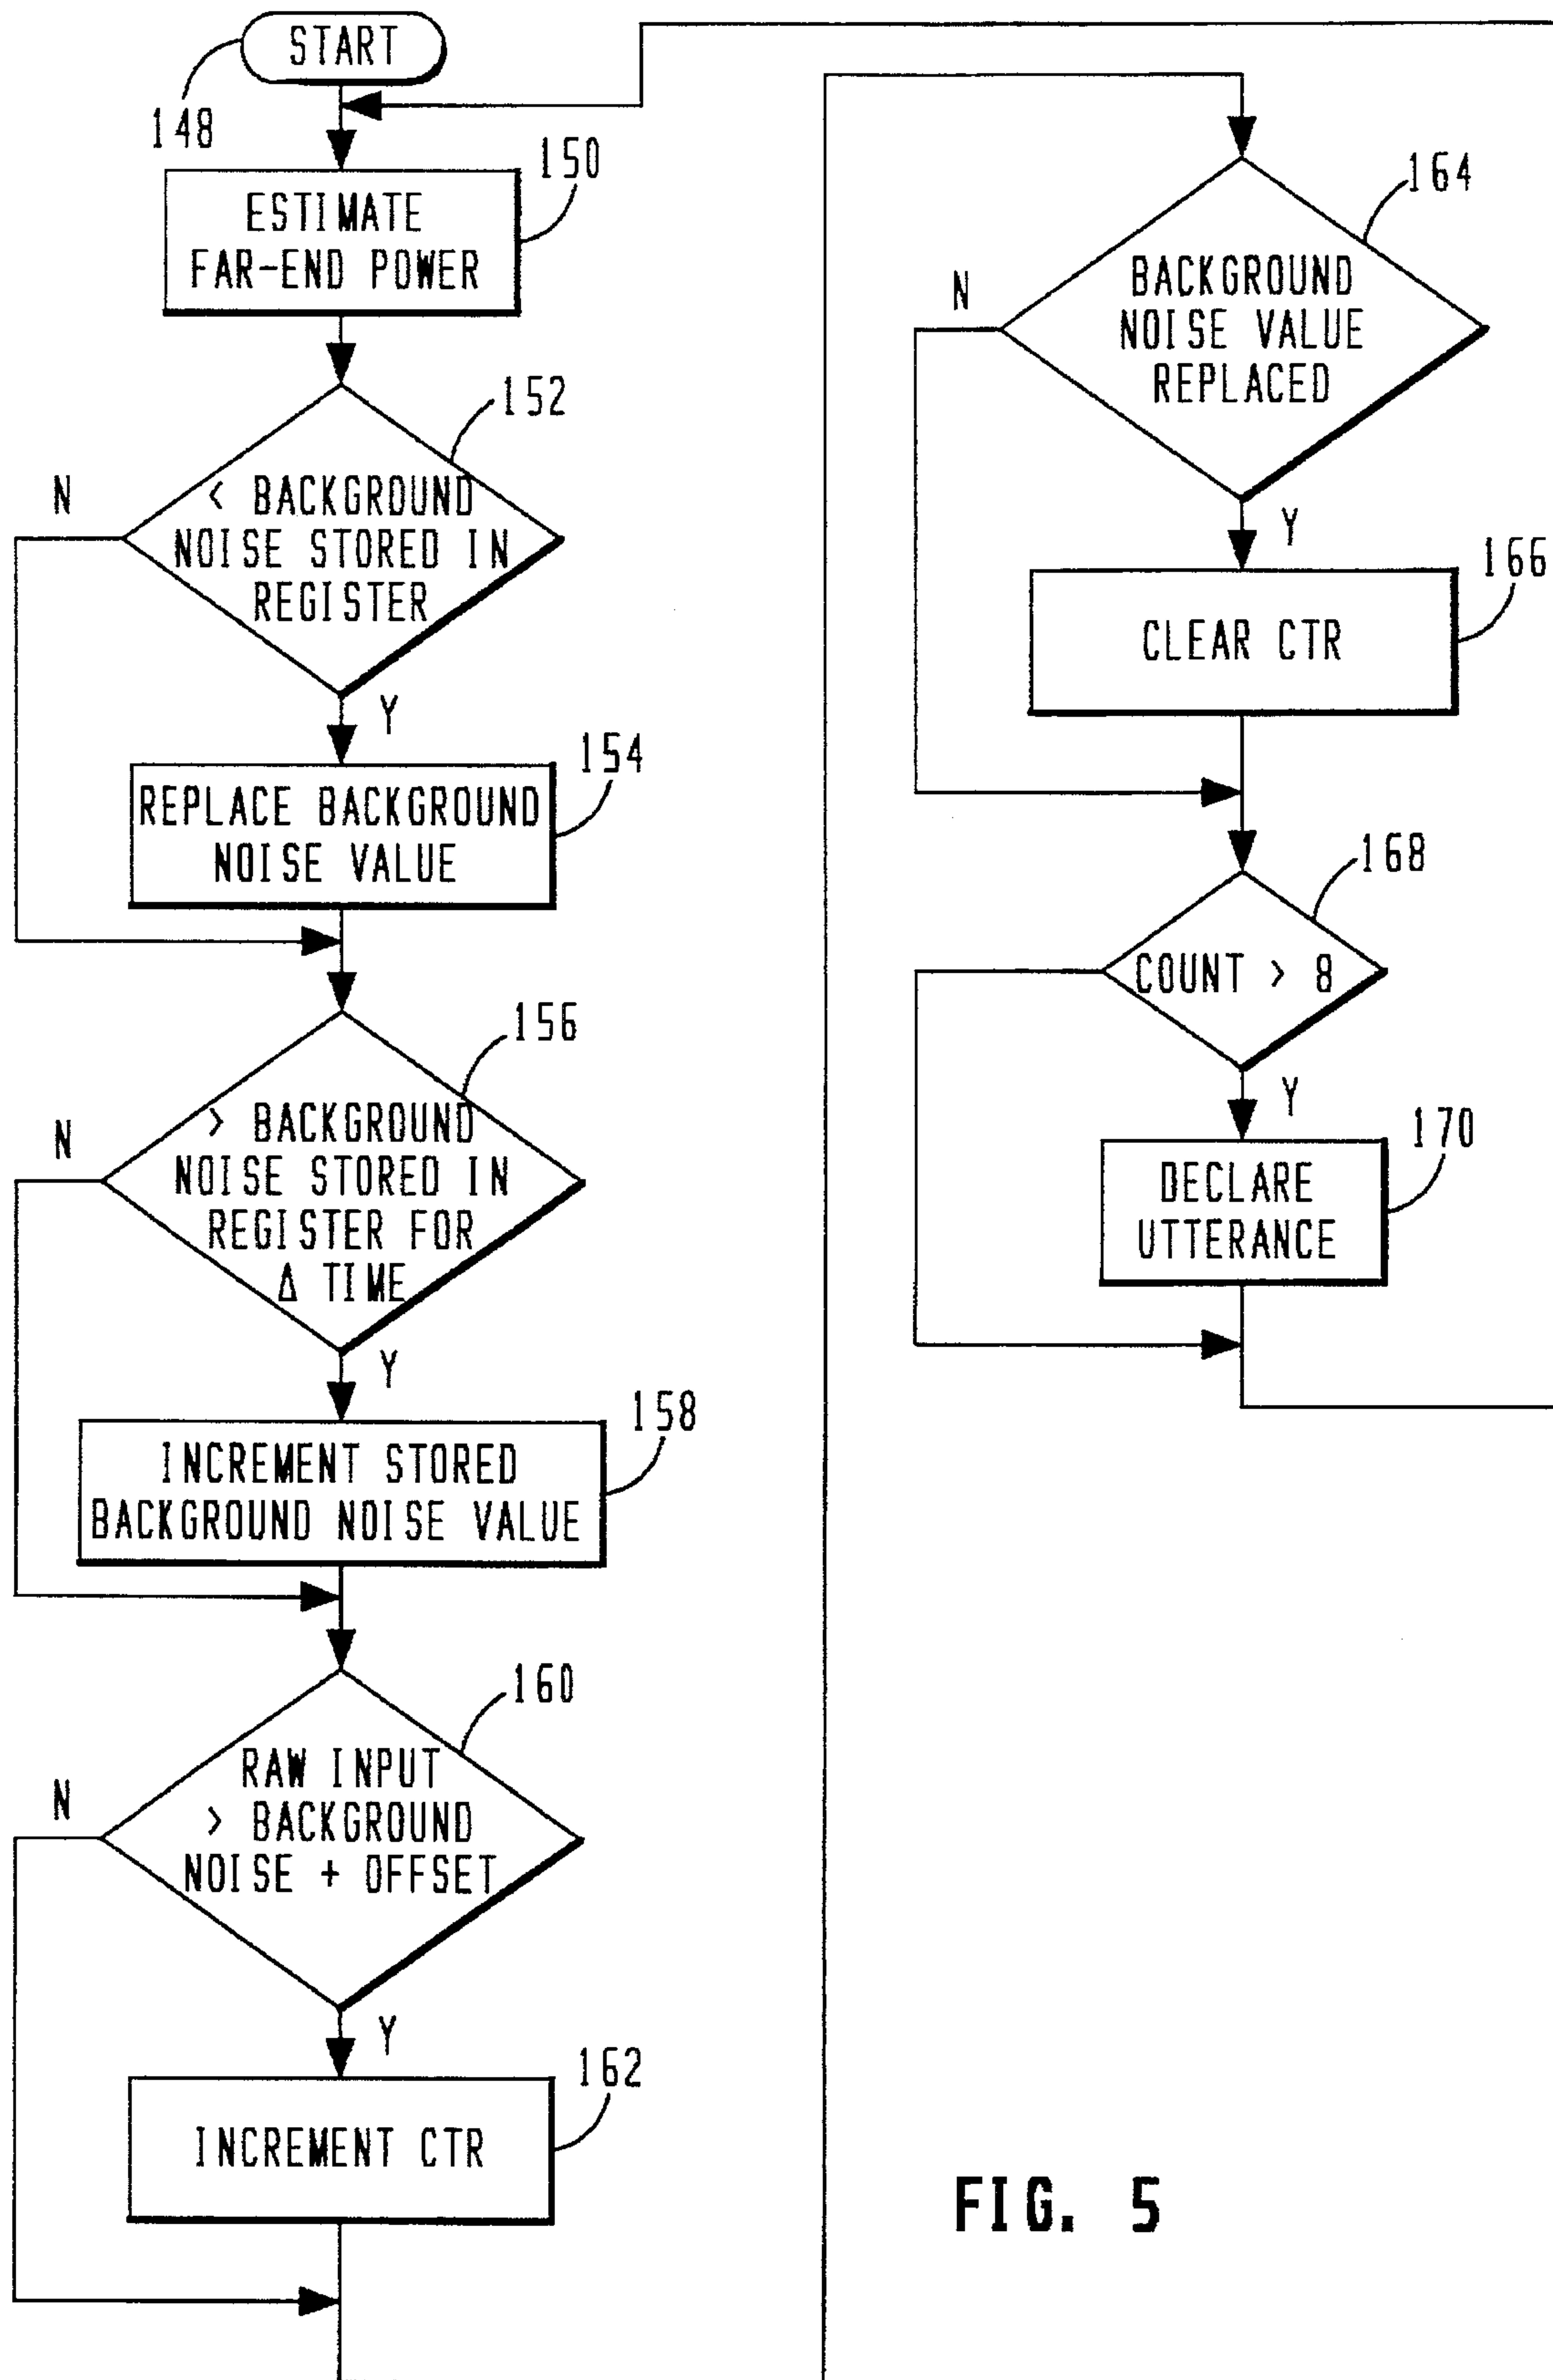 START
148
150
ESTIMATE
FAR-END POWER
152
N
< BACKGROUND
NOISE STORED IN
REGISTER
Y
154
REPLACE BACKGROUND
NOISE VALUE
156
N
> BACKGROUND
NOISE STORED IN
REGISTER FOR
Δ TIME
Y
158
INCREMENT STORED
BACKGROUND NOISE VALUE
160
N
RAW INPUT
> BACKGROUND
NOISE + OFFSET
Y
162
INCREMENT CTR
164
N
BACKGROUND
NOISE VALUE
REPLACED
Y
166
CLEAR CTR
168
COUNT > 8
Y
170
DECLARE
UTTERANCE
FIG. 5